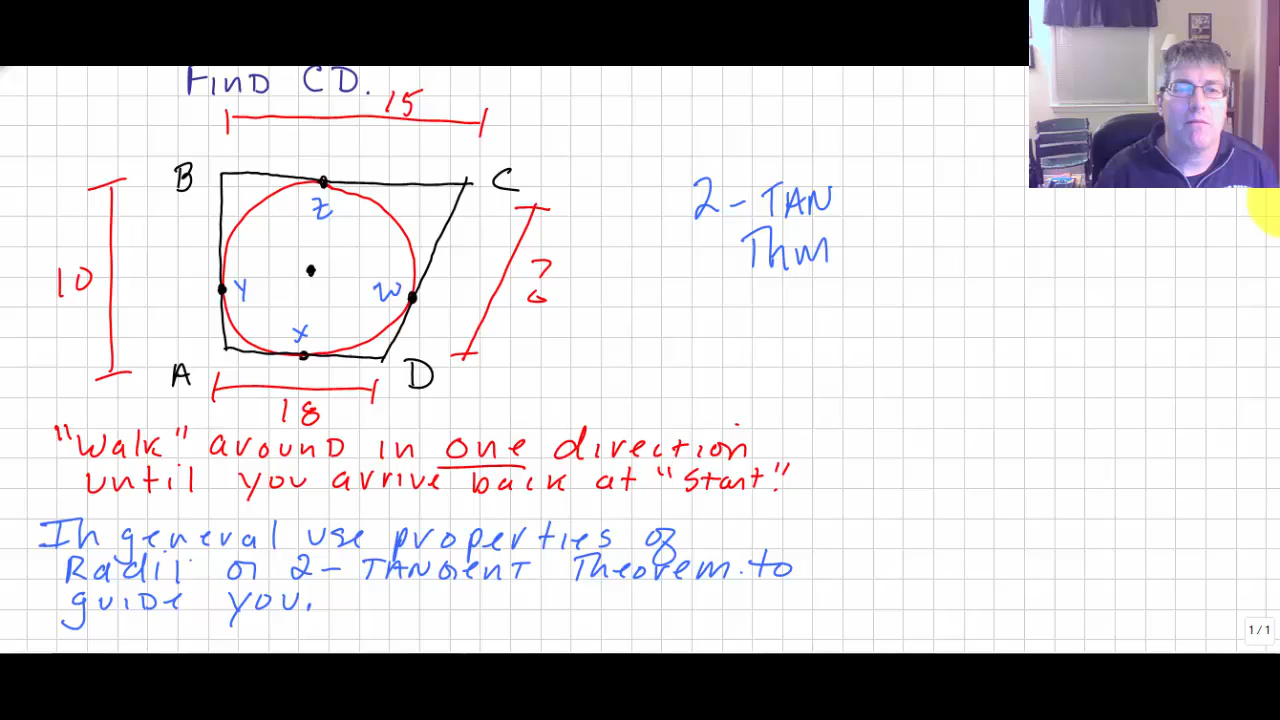 FIND CD.
15
B
C
Z
2-TAN
Thm
10
Y
W
?
X
A
D
18
"Walk" around in one direction
until you arrive back at "Start."
In general use properties of
Radii or 2-TANGENT Theorem to
guide you.
1/1